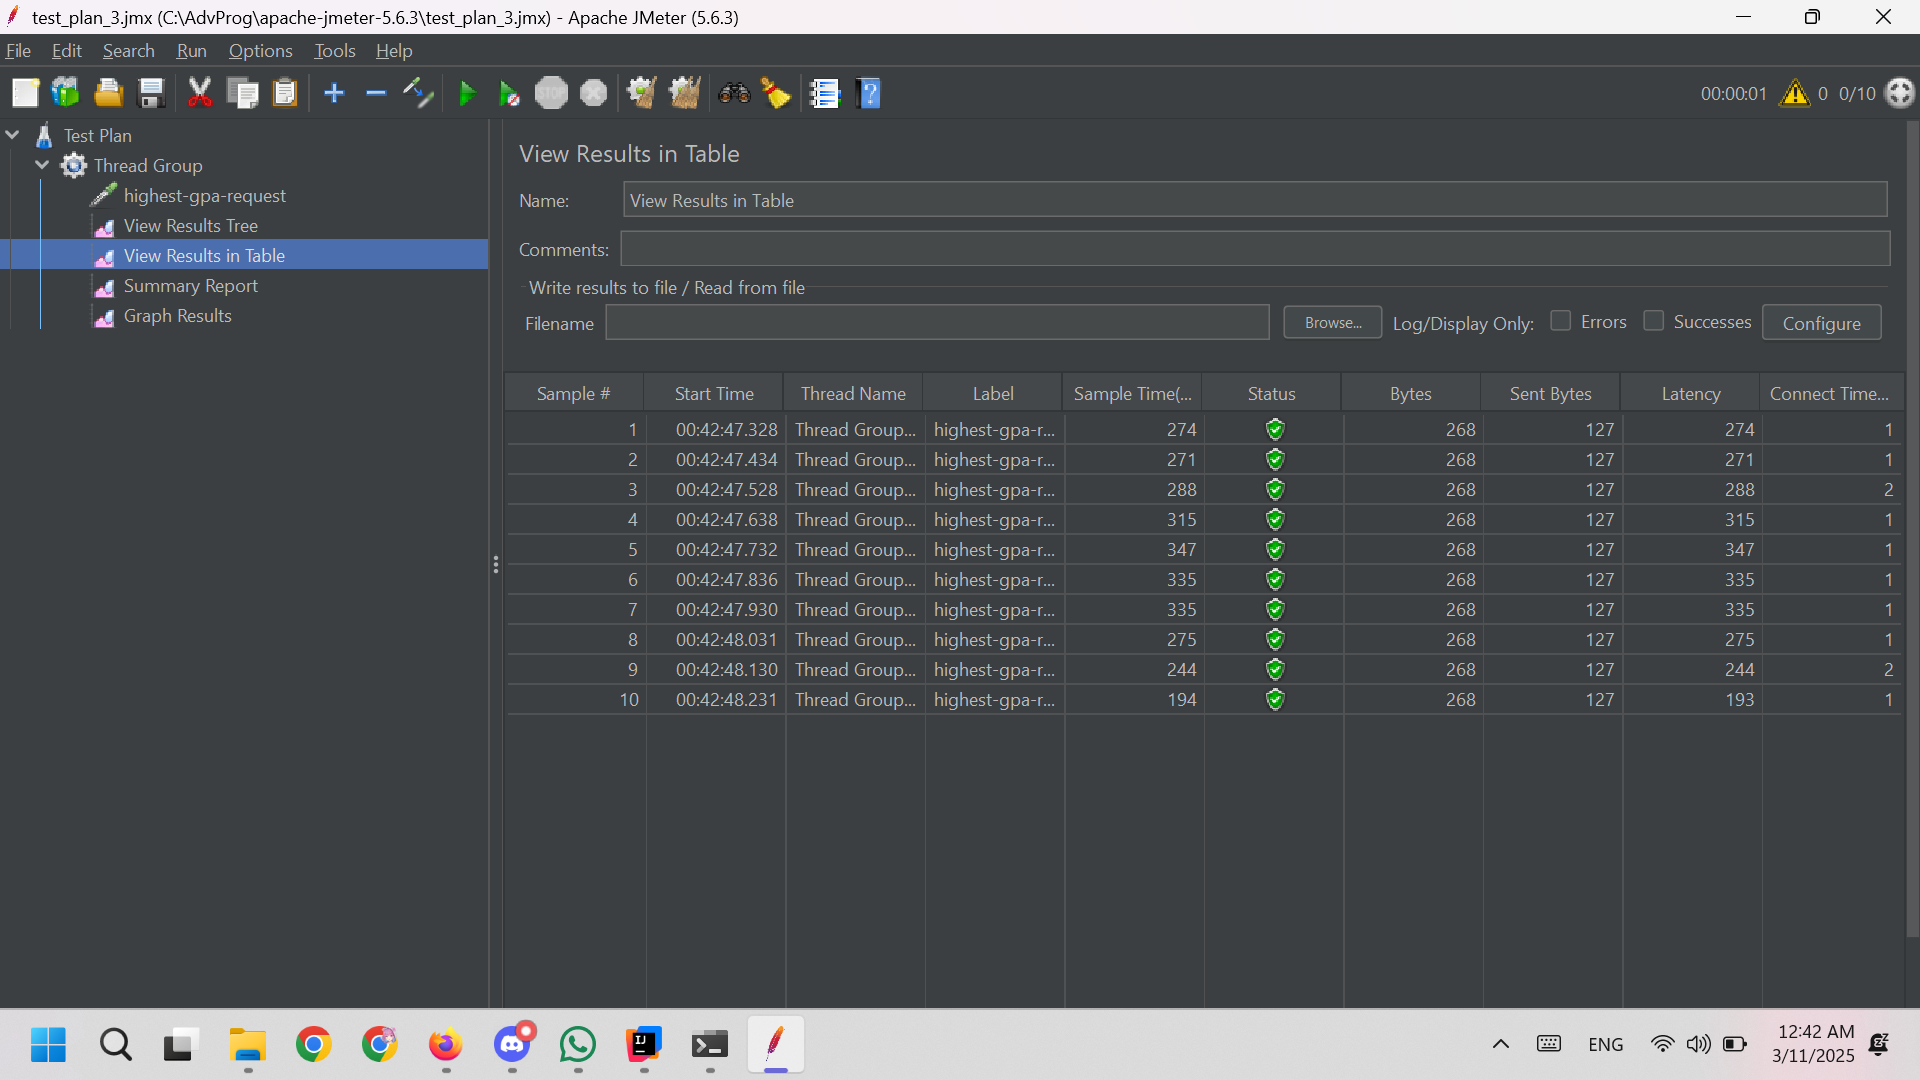 test_plan_3.jmx (C:\AdvProg\apache-jmeter-5.6.3\test_plan_3.jmx) - Apache JMeter (5.6.3)
File Edit Search Run Options Tools Help
STOP 00:00:01 0 0/10
Test Plan
Thread Group
highest-gpa-request
View Results Tree
View Results in Table
Summary Report
Graph Results
View Results in Table
Name: View Results in Table
Comments:
Write results to file / Read from file
Filename Browse... Log/Display Only: Errors Successes Configure
Sample # Start Time Thread Name Label Sample Time(... Status Bytes Sent Bytes Latency Connect Time...
1 00:42:47.328 Thread Group... highest-gpa-r... 274 268 127 274 1
2 00:42:47.434 Thread Group... highest-gpa-r... 271 268 127 271 1
3 00:42:47.528 Thread Group... highest-gpa-r... 288 268 127 288 2
4 00:42:47.638 Thread Group... highest-gpa-r... 315 268 127 315 1
5 00:42:47.732 Thread Group... highest-gpa-r... 347 268 127 347 1
6 00:42:47.836 Thread Group... highest-gpa-r... 335 268 127 335 1
7 00:42:47.930 Thread Group... highest-gpa-r... 335 268 127 335 1
8 00:42:48.031 Thread Group... highest-gpa-r... 275 268 127 275 1
9 00:42:48.130 Thread Group... highest-gpa-r... 244 268 127 244 2
10 00:42:48.231 Thread Group... highest-gpa-r... 194 268 127 193 1
IJ ENG 12:42 AM
3/11/2025